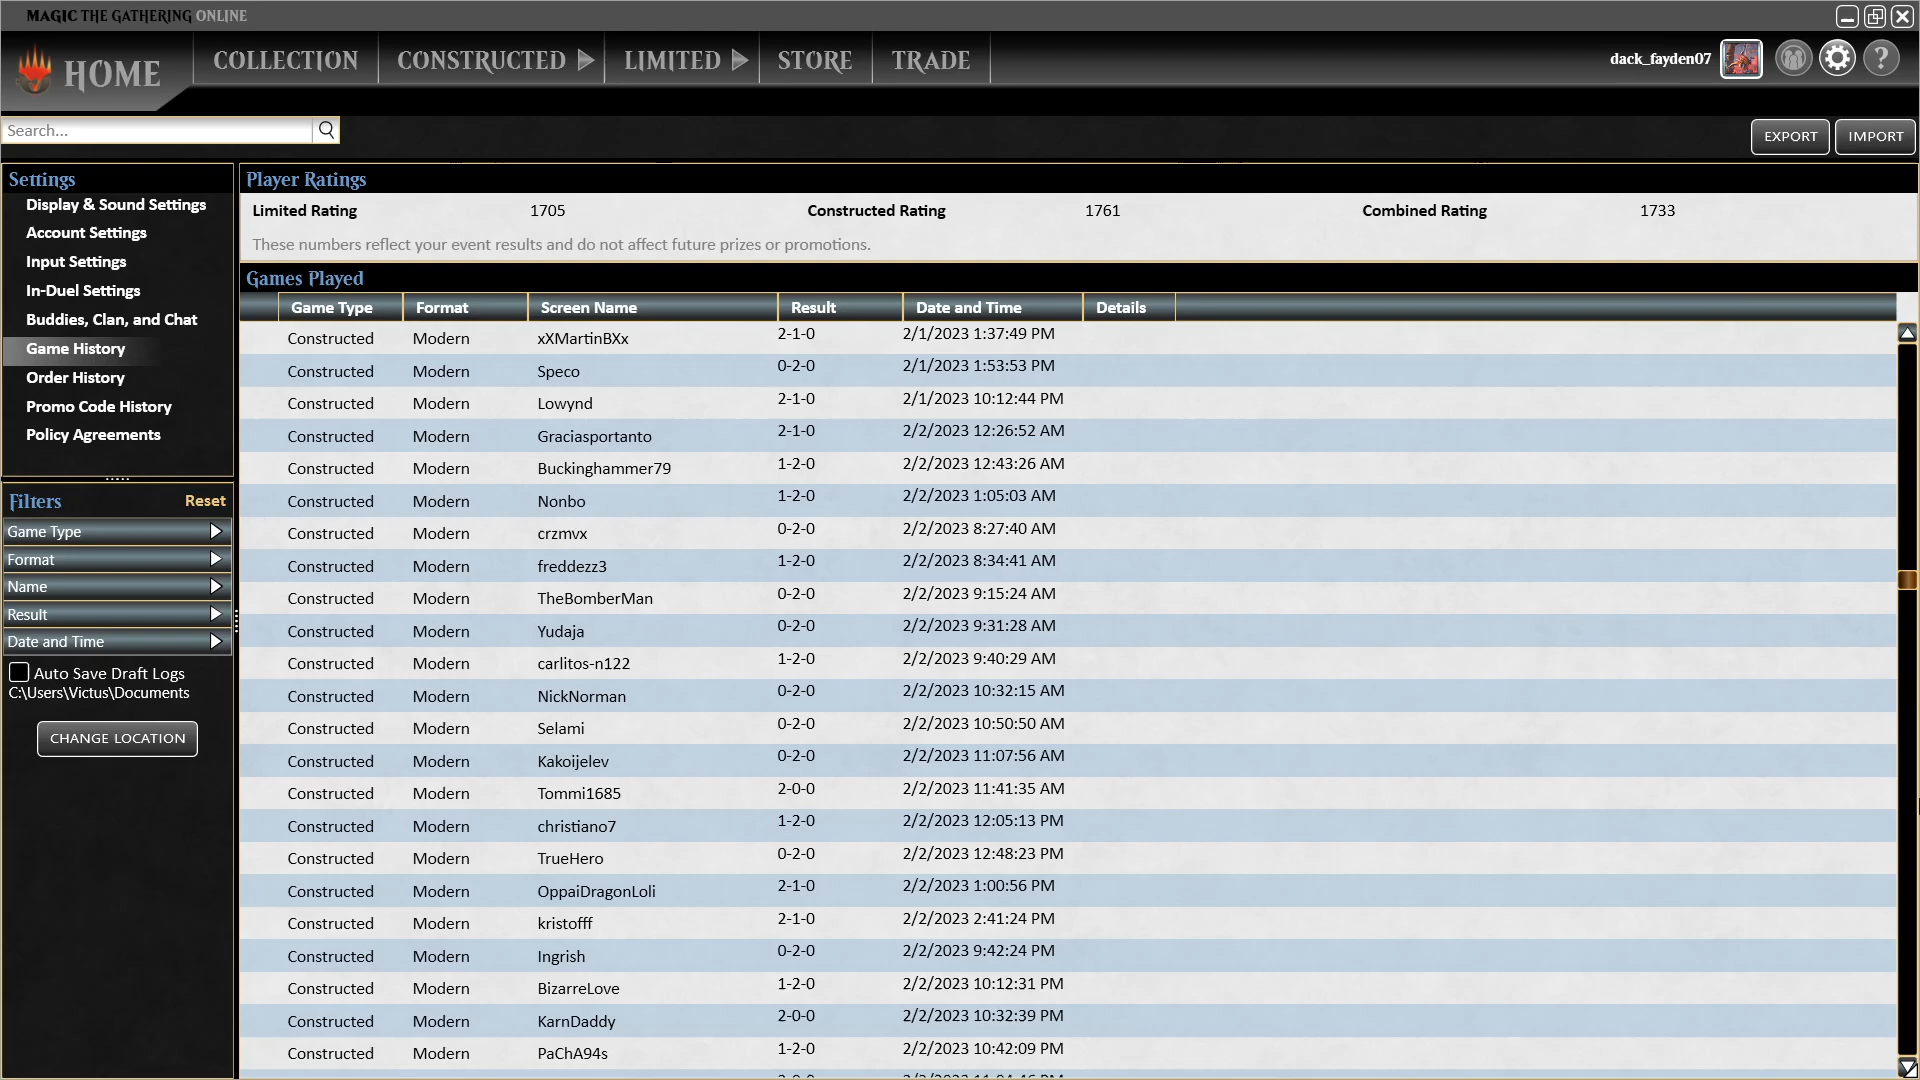 MAGIC THE GATHERING ONLINE
HOME
COLLECTION
CONSTRUCTED
LIMITED
STORE
TRADE
dack_fayden07
?
Search...
EXPORT
IMPORT
Settings
Display & Sound Settings
Account Settings
Input Settings
In-Duel Settings
Buddies, Clan, and Chat
Game History
Order History
Promo Code History
Policy Agreements
Filters Reset
Game Type
Format
Name
Result
Date and Time
Auto Save Draft Logs
C:\Users\Victus\Documents
CHANGE LOCATION
Player Ratings
Limited Rating 1705 Constructed Rating 1761 Combined Rating 1733
These numbers reflect your event results and do not affect future prizes or promotions.
Games Played
Game Type Format Screen Name Result Date and Time Details
Constructed Modern xXMartinBXx 2-1-0 2/1/2023 1:37:49 PM
Constructed Modern Speco 0-2-0 2/1/2023 1:53:53 PM
Constructed Modern Lowynd 2-1-0 2/1/2023 10:12:44 PM
Constructed Modern Graciasportanto 2-1-0 2/2/2023 12:26:52 AM
Constructed Modern Buckinghammer79 1-2-0 2/2/2023 12:43:26 AM
Constructed Modern Nonbo 1-2-0 2/2/2023 1:05:03 AM
Constructed Modern crzmvx 0-2-0 2/2/2023 8:27:40 AM
Constructed Modern freddezz3 1-2-0 2/2/2023 8:34:41 AM
Constructed Modern TheBomberMan 0-2-0 2/2/2023 9:15:24 AM
Constructed Modern Yudaja 0-2-0 2/2/2023 9:31:28 AM
Constructed Modern carlitos-n122 1-2-0 2/2/2023 9:40:29 AM
Constructed Modern NickNorman 0-2-0 2/2/2023 10:32:15 AM
Constructed Modern Selami 0-2-0 2/2/2023 10:50:50 AM
Constructed Modern Kakoijelev 0-2-0 2/2/2023 11:07:56 AM
Constructed Modern Tommi1685 2-0-0 2/2/2023 11:41:35 AM
Constructed Modern christiano7 1-2-0 2/2/2023 12:05:13 PM
Constructed Modern TrueHero 0-2-0 2/2/2023 12:48:23 PM
Constructed Modern OppaiDragonLoli 2-1-0 2/2/2023 1:00:56 PM
Constructed Modern kristofff 2-1-0 2/2/2023 2:41:24 PM
Constructed Modern Ingrish 0-2-0 2/2/2023 9:42:24 PM
Constructed Modern BizarreLove 1-2-0 2/2/2023 10:12:31 PM
Constructed Modern KarnDaddy 2-0-0 2/2/2023 10:32:39 PM
Constructed Modern PaChA94s 1-2-0 2/2/2023 10:42:09 PM